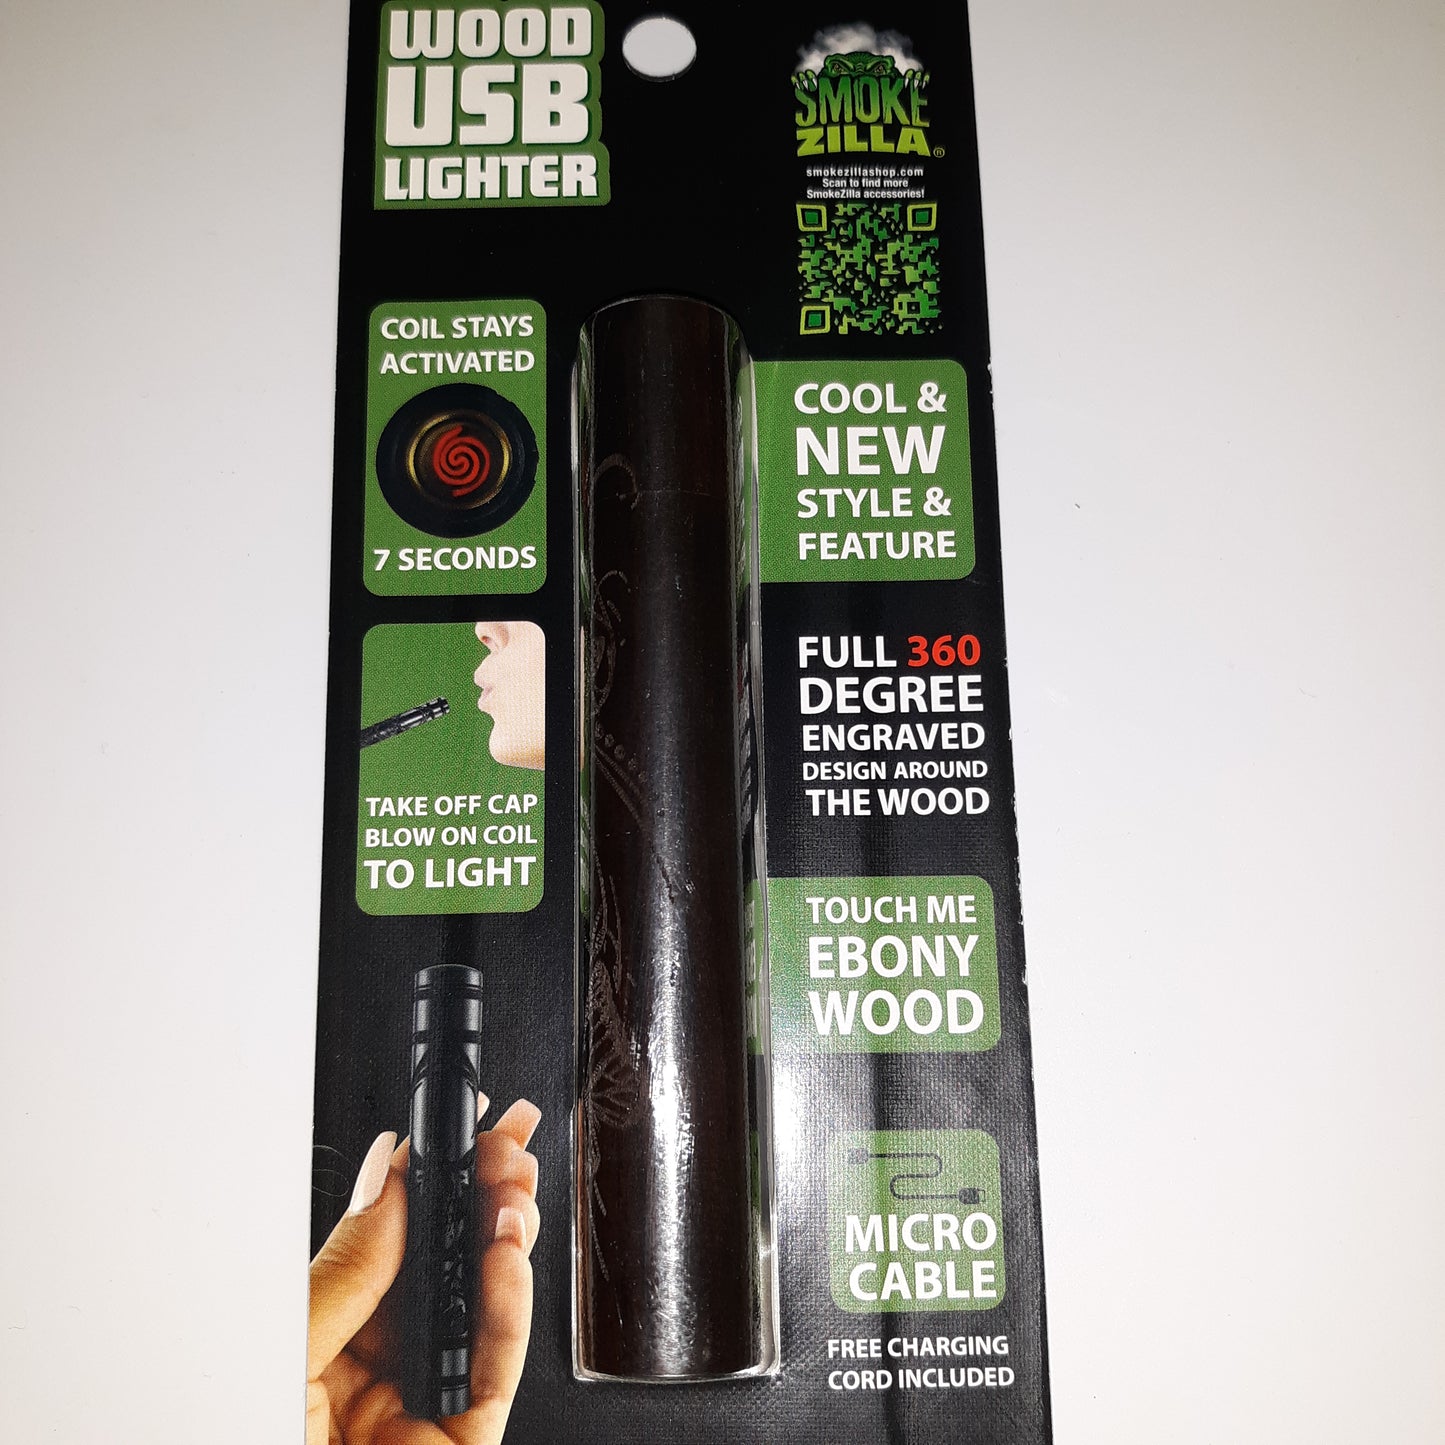 WOOD
USB
LIGHTER
SMOKE
ZILLA®
smokezillashop.com
Scan to find more
SmokeZilla accessories!
COIL STAYS
ACTIVATED
7 SECONDS
COOL &
NEW
STYLE &
FEATURE
TAKE OFF CAP
BLOW ON COIL
TO LIGHT
FULL 360
DEGREE
ENGRAVED
DESIGN AROUND
THE WOOD
TOUCH ME
EBONY
WOOD
MICRO
CABLE
FREE CHARGING
CORD INCLUDED